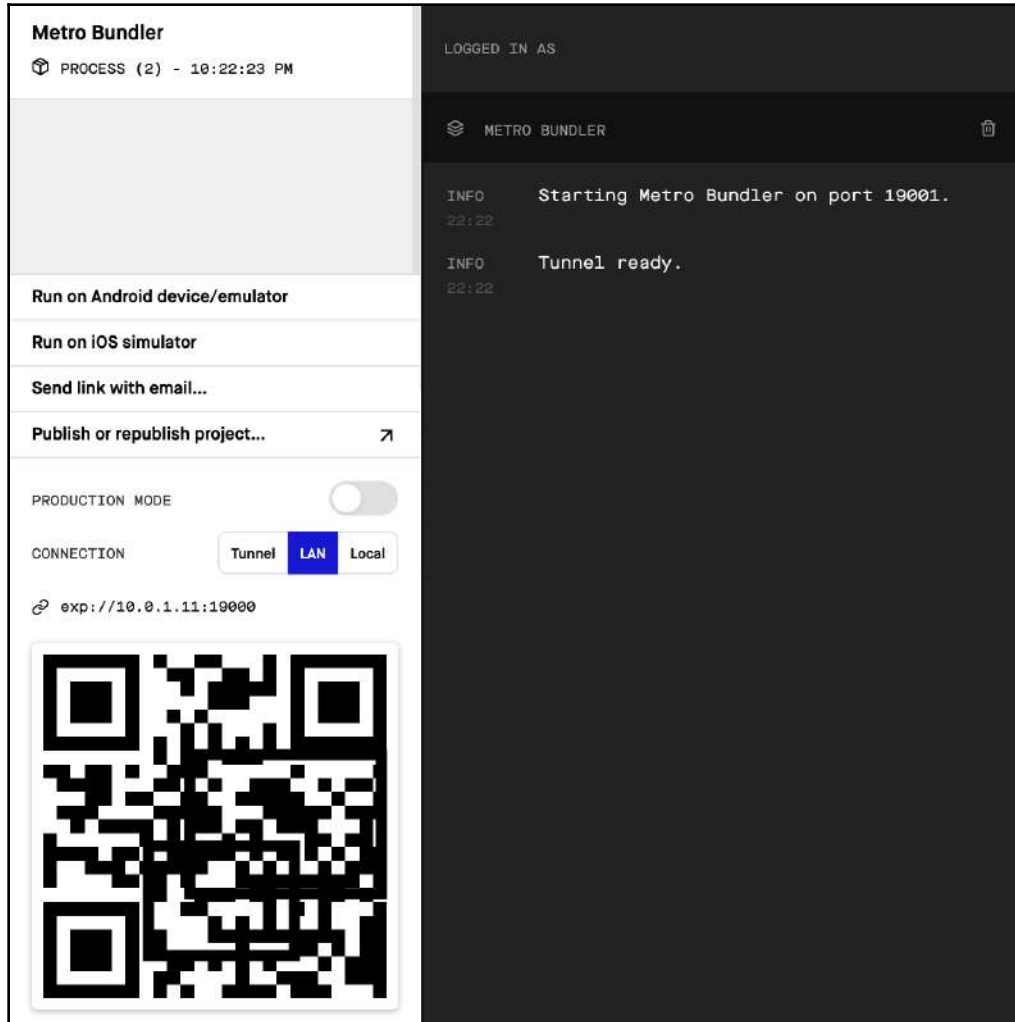 Metro Bundler
PROCESS (2) - 10:22:23 PM
Run on Android device/emulator
Run on iOS simulator
Send link with email...
Publish or republish project...
PRODUCTION MODE
CONNECTION Tunnel LAN Local
exp://10.0.1.11:19000
LOGGED IN AS
METRO BUNDLER
INFO Starting Metro Bundler on port 19001.
22:22
INFO Tunnel ready.
22:22